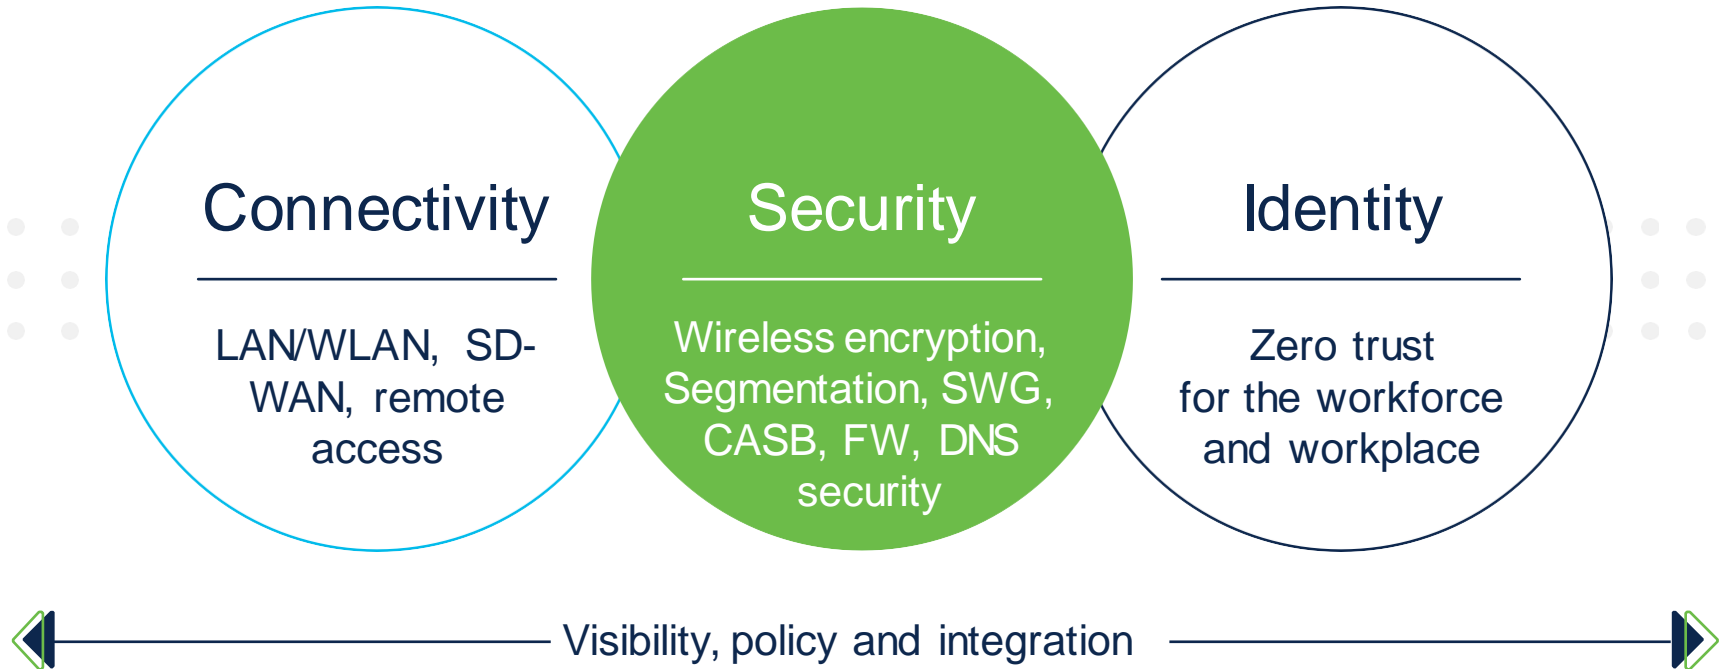 Connectivity
LAN/WLAN, SD-
WAN, remote
access
Security
Wireless encryption,
Segmentation, SWG,
CASB, FW, DNS
security
Identity
Zero trust
for the workforce
and workplace
Visibility, policy and integration